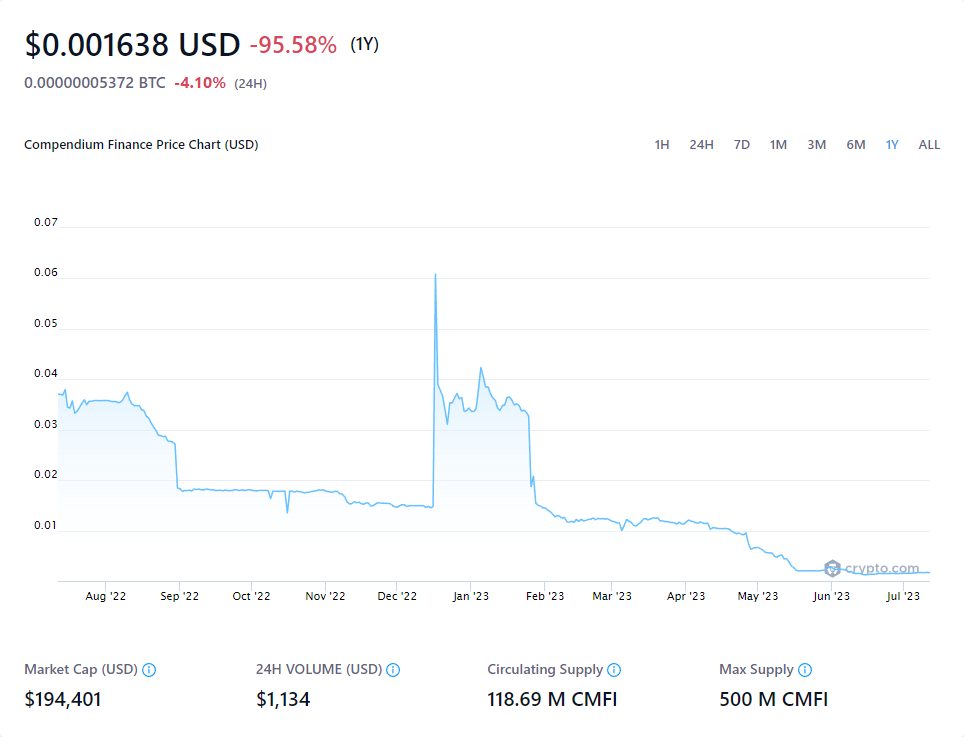 $0.001638 USD -95.58% (1Y)
0.00000005372 BTC -4.10% (24H)
Compendium Finance Price Chart (USD) 1H 24H 7D 1M 3M 6M 1Y ALL
0.07
0.06
0.05
0.04
0.03
0.02
0.01
crypto.com
Aug '22 Sep '22 Oct '22 Nov '22 Dec '22 Jan '23 Feb '23 Mar '23 Apr '23 May '23 Jun '23 Jul '23
Market Cap (USD) 24H VOLUME (USD) Circulating Supply Max Supply
$194,401 $1,134 118.69 M CMFI 500 M CMFI